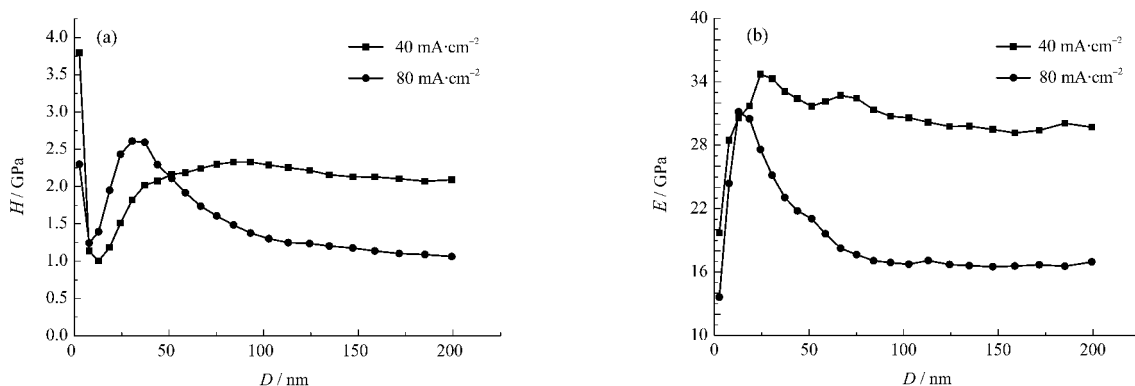 (a)
40 mA·cm⁻²
80 mA·cm⁻²
H / GPa
4.0
3.5
3.0
2.5
2.0
1.5
1.0
0.5
0.0
0 50 100 150 200
D / nm
(b)
40 mA·cm⁻²
80 mA·cm⁻²
E / GPa
40
34
28
22
16
10
0 50 100 150 200
D / nm